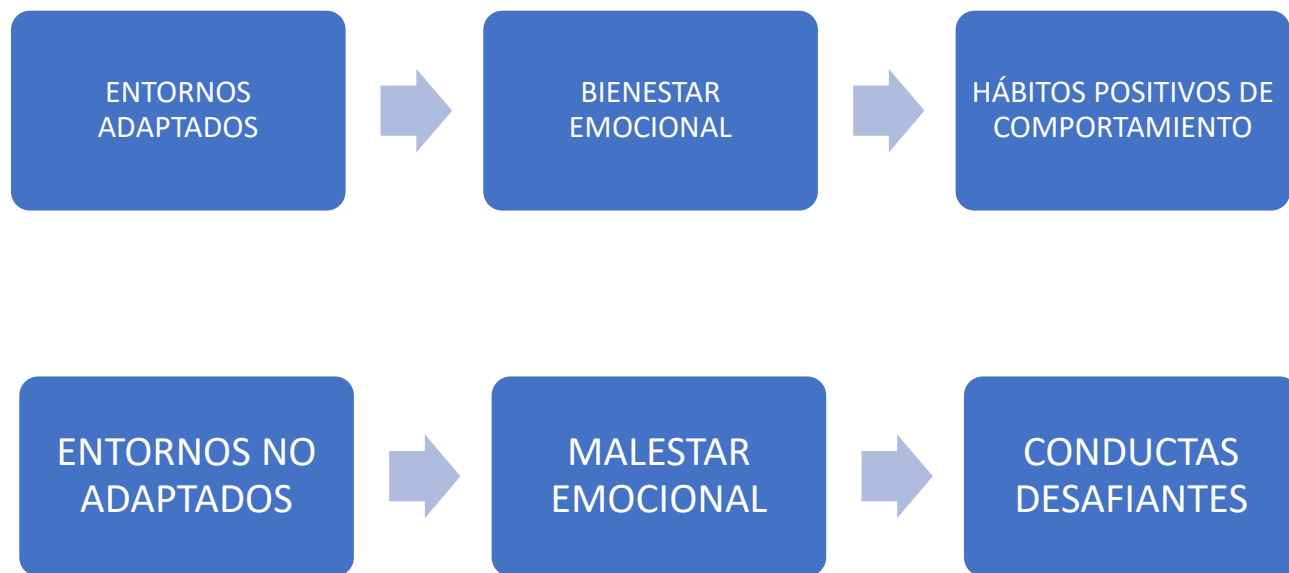 ENTORNOS
ADAPTADOS
BIENESTAR
EMOCIONAL
HÁBITOS POSITIVOS DE
COMPORTAMIENTO
ENTORNOS NO
ADAPTADOS
MALESTAR
EMOCIONAL
CONDUCTAS
DESAFIANTES